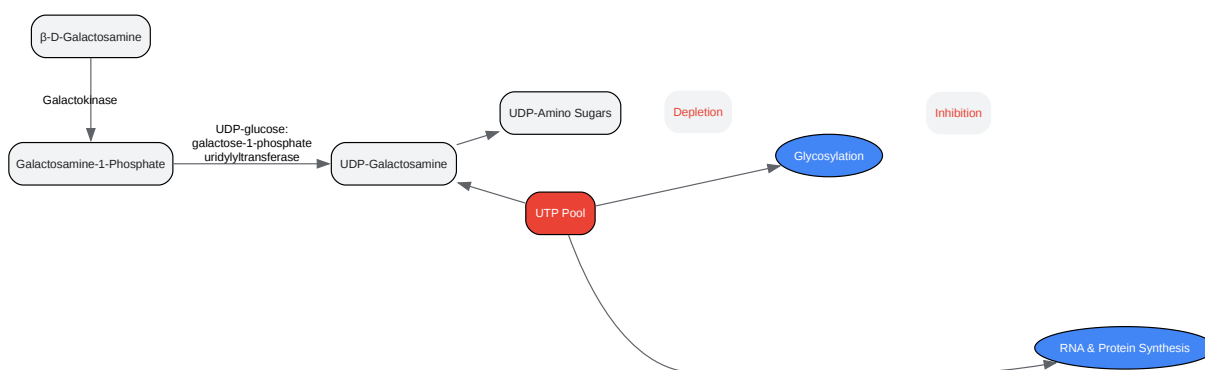 β-D-Galactosamine
Galactokinase
UDP-Amino Sugars
Depletion
Inhibition
UDP-glucose:
galactose-1-phosphate
uridylyltransferase
Galactosamine-1-Phosphate
UDP-Galactosamine
Glycosylation
UTP Pool
RNA & Protein Synthesis